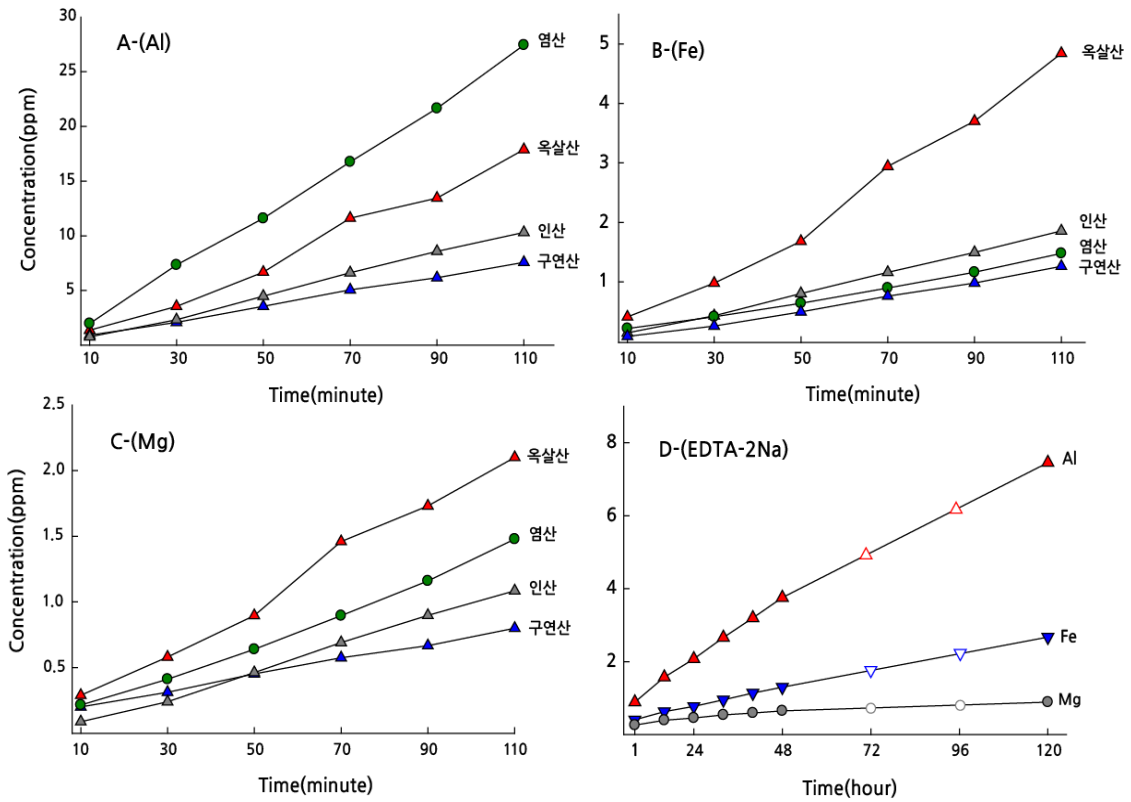 A-(Al)
Concentration(ppm)
30
25
20
15
10
5
염산
옥살산
인산
구연산
10 30 50 70 90 110
Time(minute)
B-(Fe)
5
4
3
2
1
옥살산
인산
염산
구연산
10 30 50 70 90 110
Time(minute)
C-(Mg)
Concentration(ppm)
2.5
2.0
1.5
1.0
0.5
옥살산
염산
인산
구연산
10 30 50 70 90 110
Time(minute)
D-(EDTA-2Na)
8
6
4
2
Al
Fe
Mg
1 24 48 72 96 120
Time(hour)